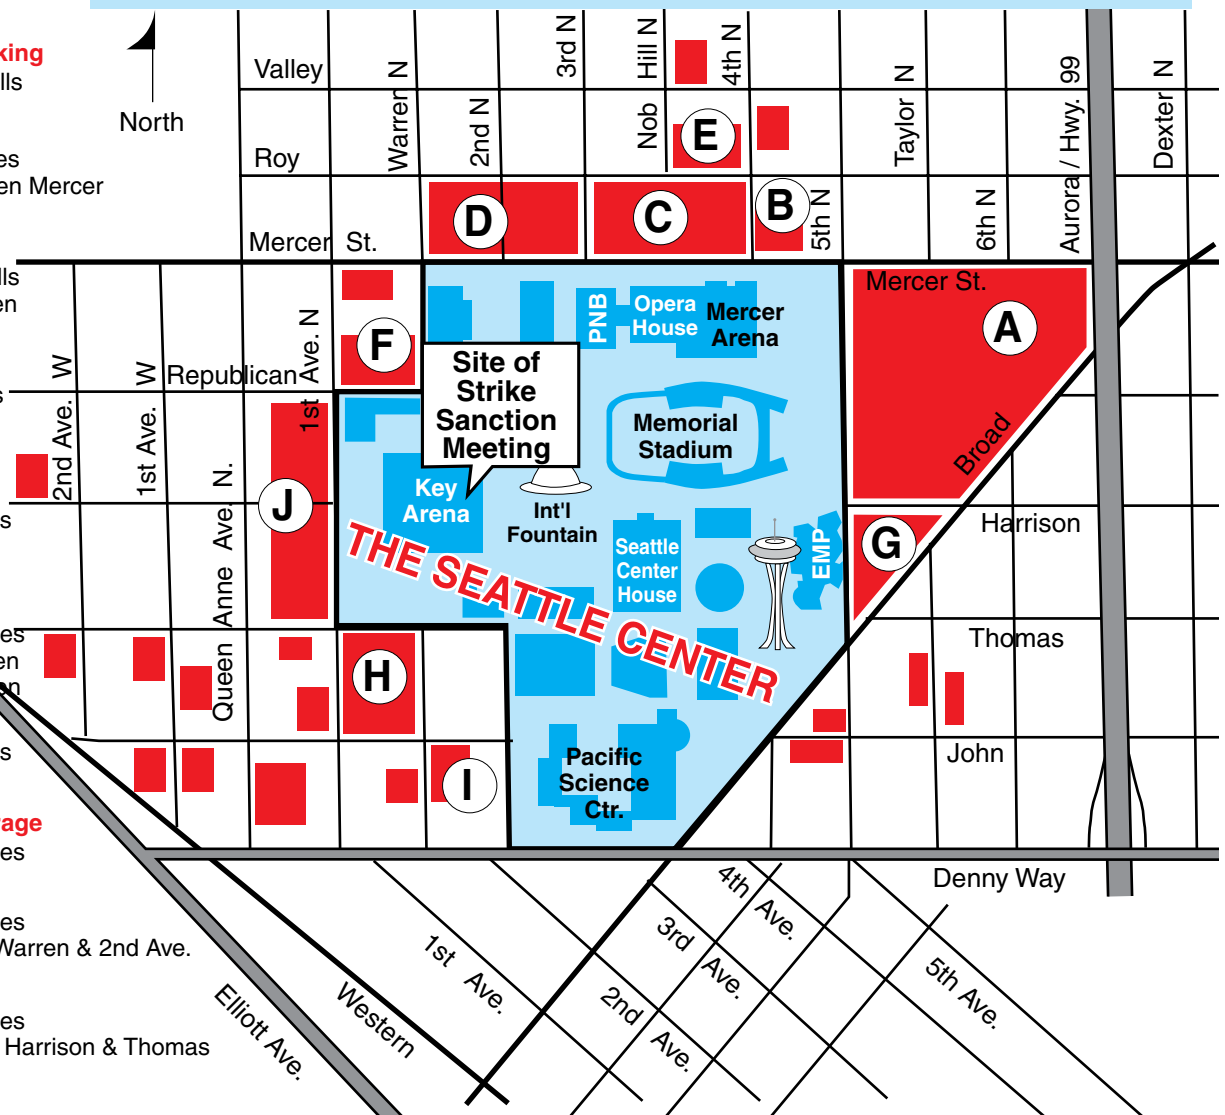 king
lls
es
en Mercer
lls
en
s
s
es
en
on
s
rage
es
es
Warren & 2nd Ave.
es
Harrison & Thomas
North
Valley
Roy
Mercer St.
Warren N
2nd N
3rd N
Nob Hill N
4th N
5th N
Taylor N
6th N
Aurora / Hwy. 99
Dexter N
E
D
C
B
Mercer St.
A
F
Republican
1st Ave. N
2nd Ave. W
1st Ave. W
Queen Anne Ave. N.
J
PNB
Opera
House
Mercer
Arena
Site of
Strike
Sanction
Meeting
Memorial
Stadium
Key
Arena
Int'l
Fountain
Seattle
Center
House
EMP
THE SEATTLE CENTER
Broad
Harrison
G
Thomas
H
I
John
Pacific
Science
Ctr.
Denny Way
4th Ave.
3rd Ave.
2nd Ave.
1st Ave.
5th Ave.
Western
Elliott Ave.